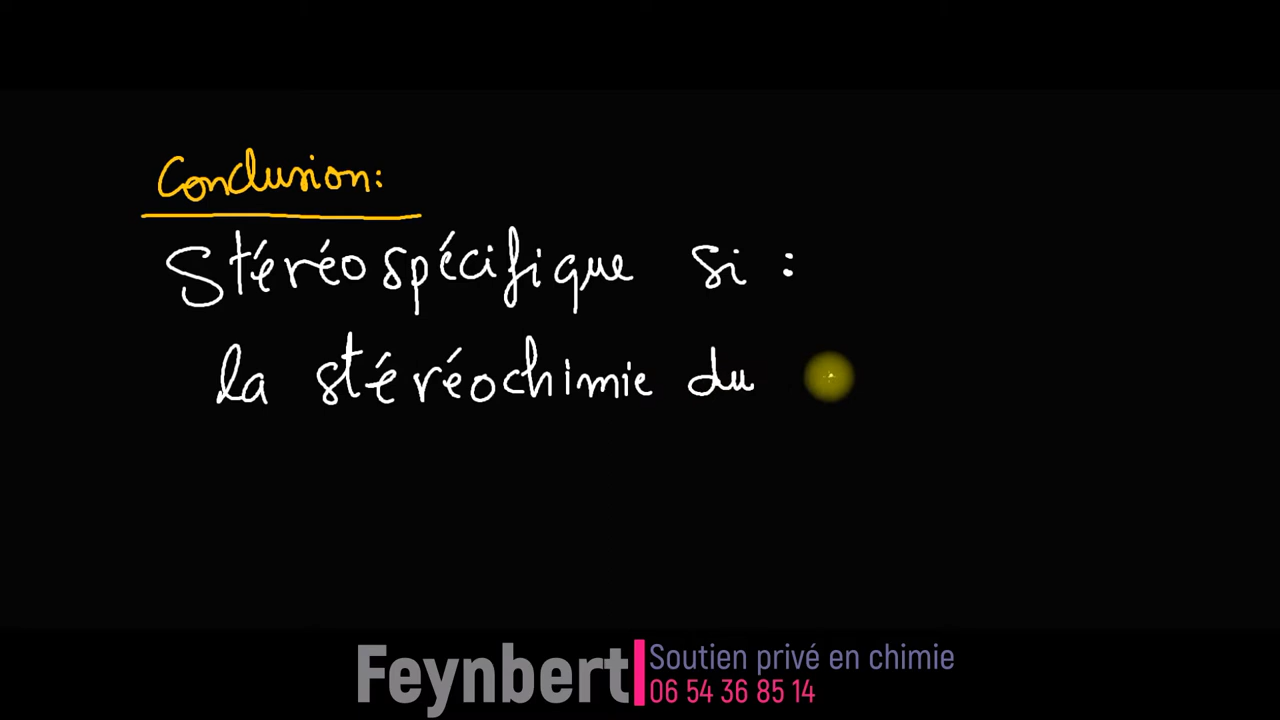 Conclusion:
Stéréospécifique si :
la stéréochimie du
Feynbert
Soutien privé en chimie
06 54 36 85 14